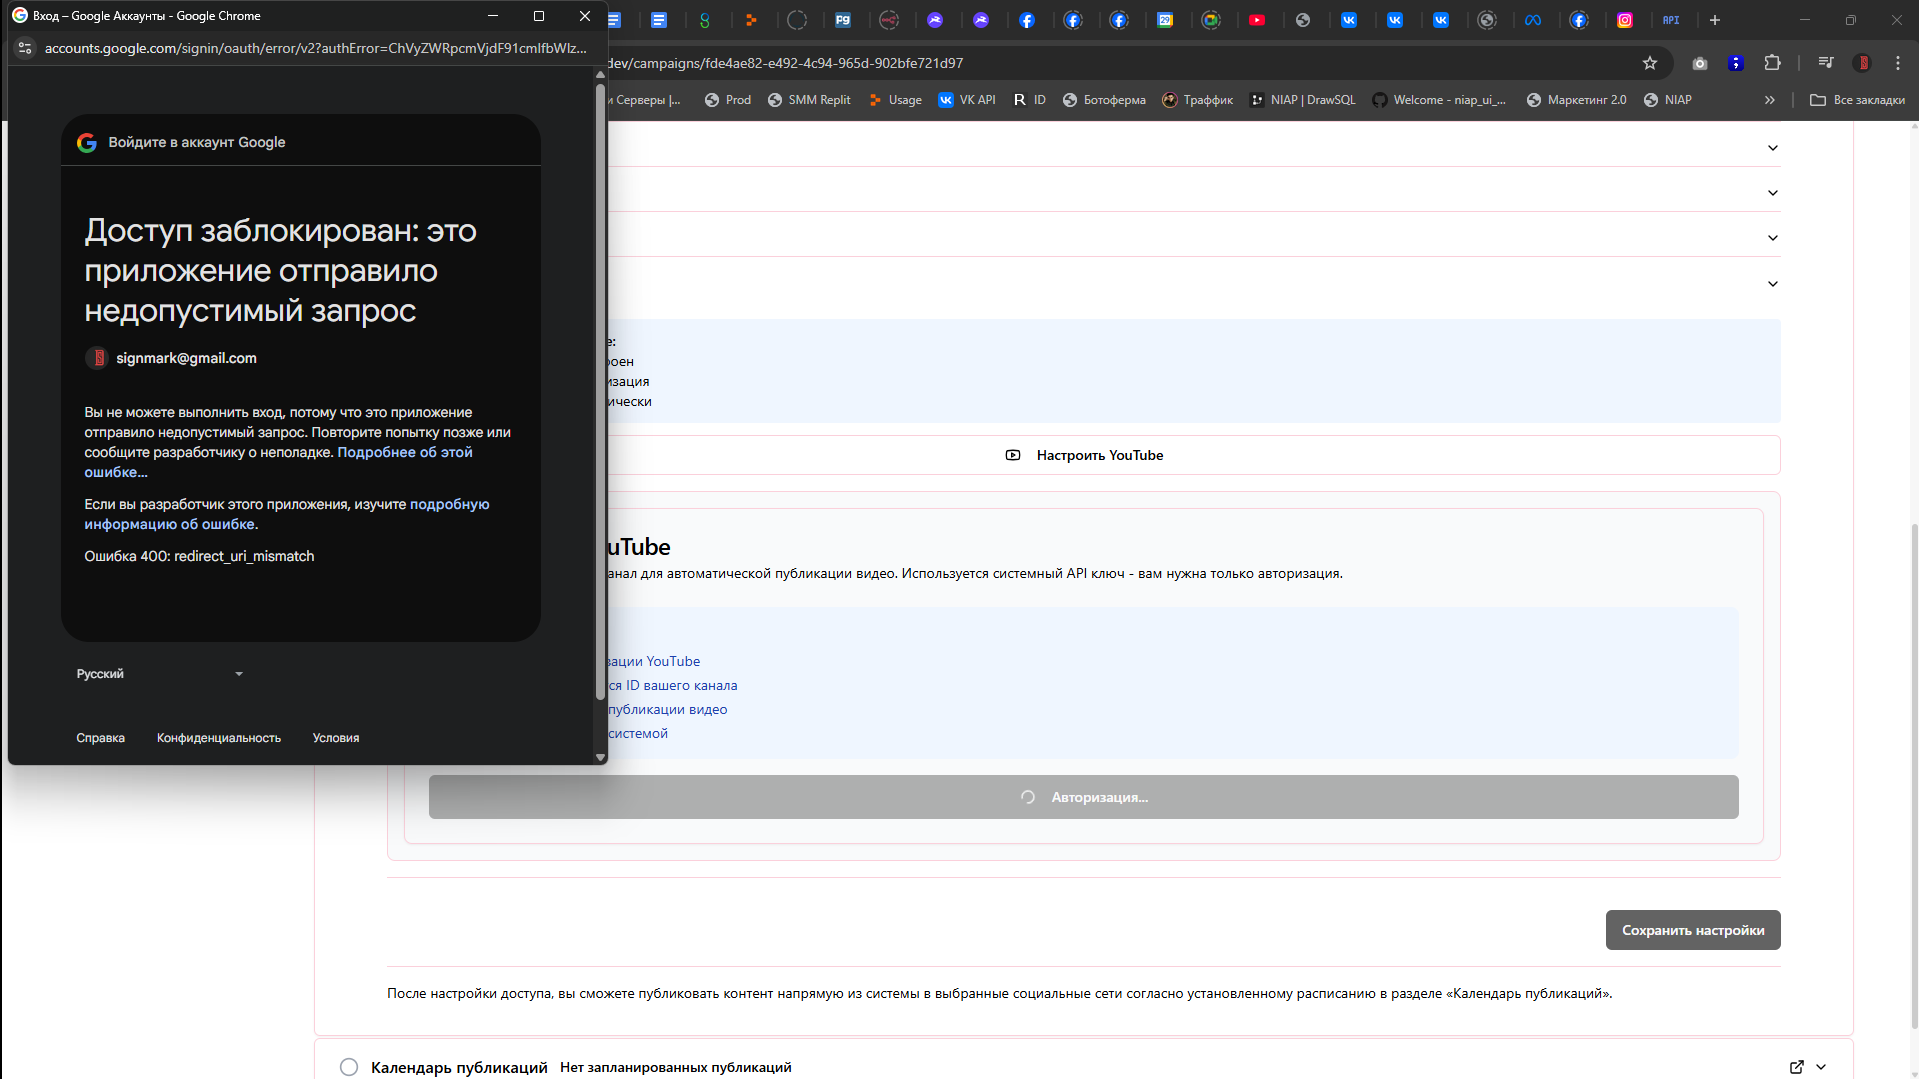 Вход – Google Аккаунты - Google Chrome
accounts.google.com/signin/oauth/error/v2?authError=ChVyZWRpcmVjdF91cmlfbWlz...
Войдите в аккаунт Google
Доступ заблокирован: это
приложение отправило
недопустимый запрос
signmark@gmail.com
Вы не можете выполнить вход, потому что это приложение
отправило недопустимый запрос. Повторите попытку позже или
сообщите разработчику о неполадке. Подробнее об этой
ошибке...
Если вы разработчик этого приложения, изучите подробную
информацию об ошибке.
Ошибка 400: redirect_uri_mismatch
Русский
Справка Конфиденциальность Условия
API
dev/campaigns/fde4ae82-e492-4c94-965d-902bfe721d97
и Серверы |... Prod SMM Replit Usage VK API ID Ботоферма Траффик NIAP | DrawSQL Welcome - niap_ui_... Маркетинг 2.0 NIAP Все закладки
е:
роен
изация
ически
Настроить YouTube
uTube
анал для автоматической публикации видео. Используется системный API ключ - вам нужна только авторизация.
зации YouTube
ся ID вашего канала
публикации видео
системой
Авторизация...
Сохранить настройки
После настройки доступа, вы сможете публиковать контент напрямую из системы в выбранные социальные сети согласно установленному расписанию в разделе «Календарь публикаций».
Календарь публикаций Нет запланированных публикаций